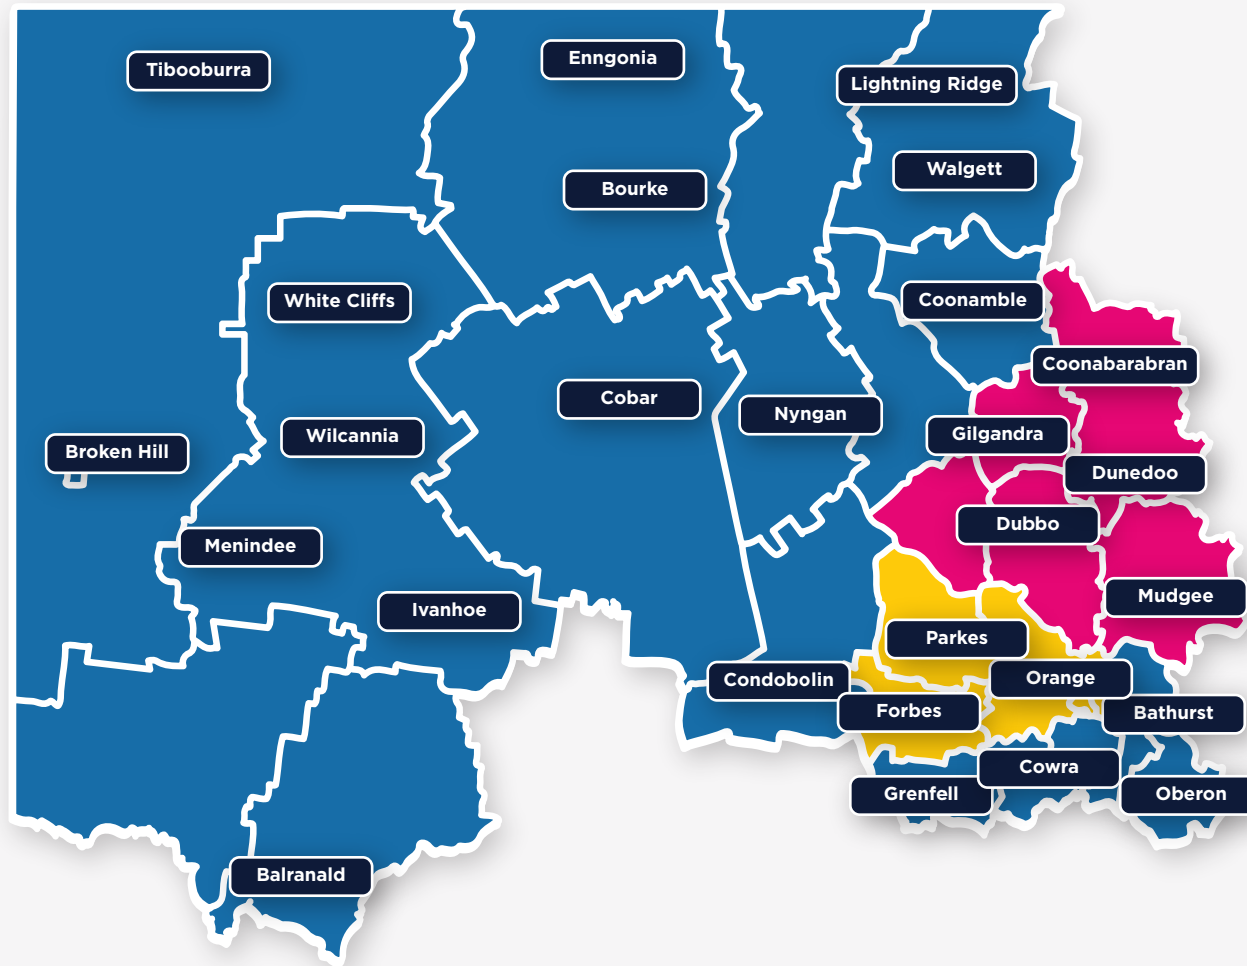 Tibooburra
Enngonia
Lightning Ridge
Walgett
Bourke
White Cliffs
Coonamble
Coonabarabran
Cobar
Nyngan
Wilcannia
Gilgandra
Broken Hill
Dunedoo
Dubbo
Menindee
Mudgee
Ivanhoe
Parkes
Condobolin
Orange
Forbes
Bathurst
Cowra
Grenfell
Oberon
Balranald